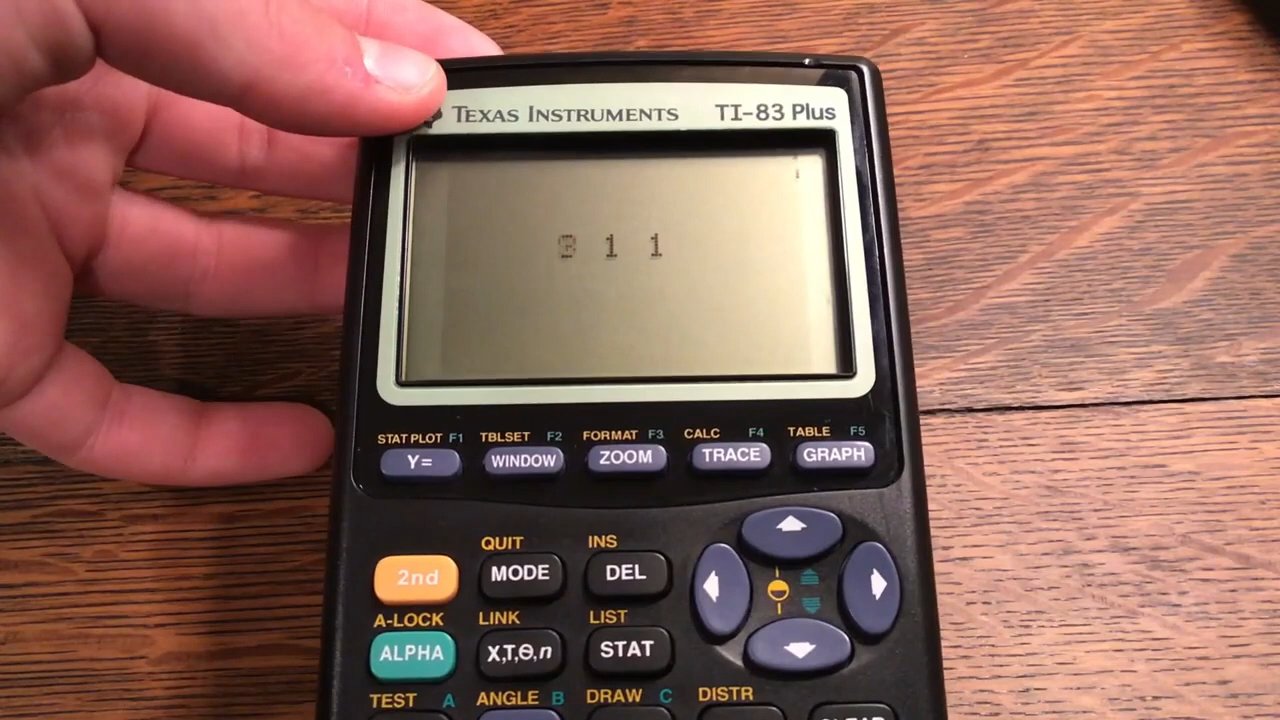 TEXAS INSTRUMENTS TI-83 Plus
1 1
STAT PLOT F1 TBLSET F2 FORMAT F3 CALC F4 TABLE F5
Y= WINDOW ZOOM TRACE GRAPH
QUIT INS
2nd MODE DEL
A-LOCK LINK LIST
ALPHA X,T,Θ,n STAT
TEST A ANGLE B DRAW C DISTR